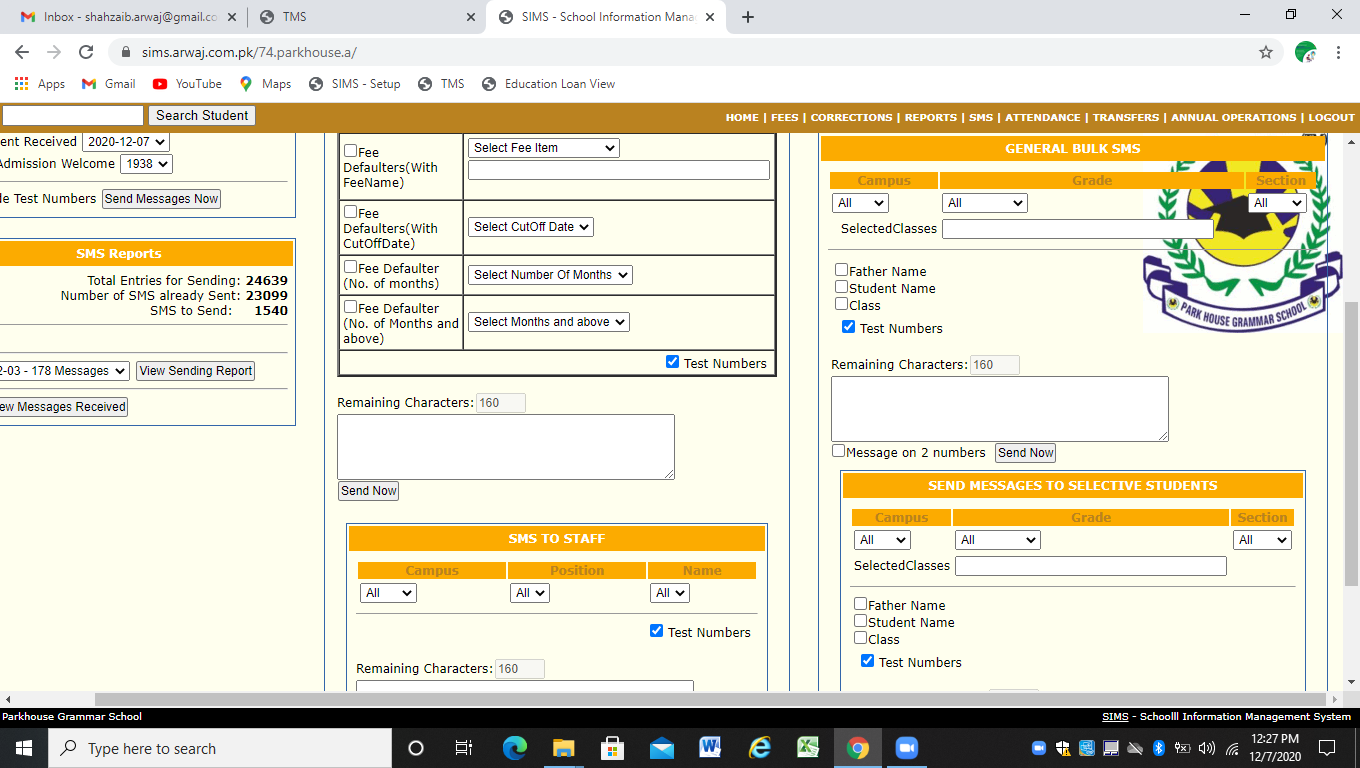 Inbox - shahzaib.arwaj@gmail.co
TMS
SIMS - School Information Mana
sims.arwaj.com.pk/74.parkhouse.a/
Apps
Gmail
YouTube
Maps
SIMS - Setup
TMS
Education Loan View
Search Student
HOME | FEES | CORRECTIONS | REPORTS | SMS | ATTENDANCE | TRANSFERS | ANNUAL OPERATIONS | LOGOUT
ent Received 2020-12-07
Admission Welcome 1938
le Test Numbers Send Messages Now
SMS Reports
Total Entries for Sending: 24639
Number of SMS already Sent: 23099
SMS to Send: 1540
2-03 - 178 Messages View Sending Report
ew Messages Received
Fee Defaulters(With FeeName)
Select Fee Item
Fee Defaulters(With CutOffDate)
Select CutOff Date
Fee Defaulter (No. of months)
Select Number Of Months
Fee Defaulter (No. of Months and above)
Select Months and above
Test Numbers
Remaining Characters: 160
Send Now
SMS TO STAFF
Campus Position Name
All All All
Test Numbers
Remaining Characters: 160
GENERAL BULK SMS
Campus Grade Section
All All All
SelectedClasses
Father Name
Student Name
Class
Test Numbers
PARK HOUSE GRAMMAR SCHOOL
Remaining Characters: 160
Message on 2 numbers Send Now
SEND MESSAGES TO SELECTIVE STUDENTS
Campus Grade Section
All All All
SelectedClasses
Father Name
Student Name
Class
Test Numbers
Parkhouse Grammar School
SIMS - Schoolll Information Management System
Type here to search
12:27 PM
12/7/2020